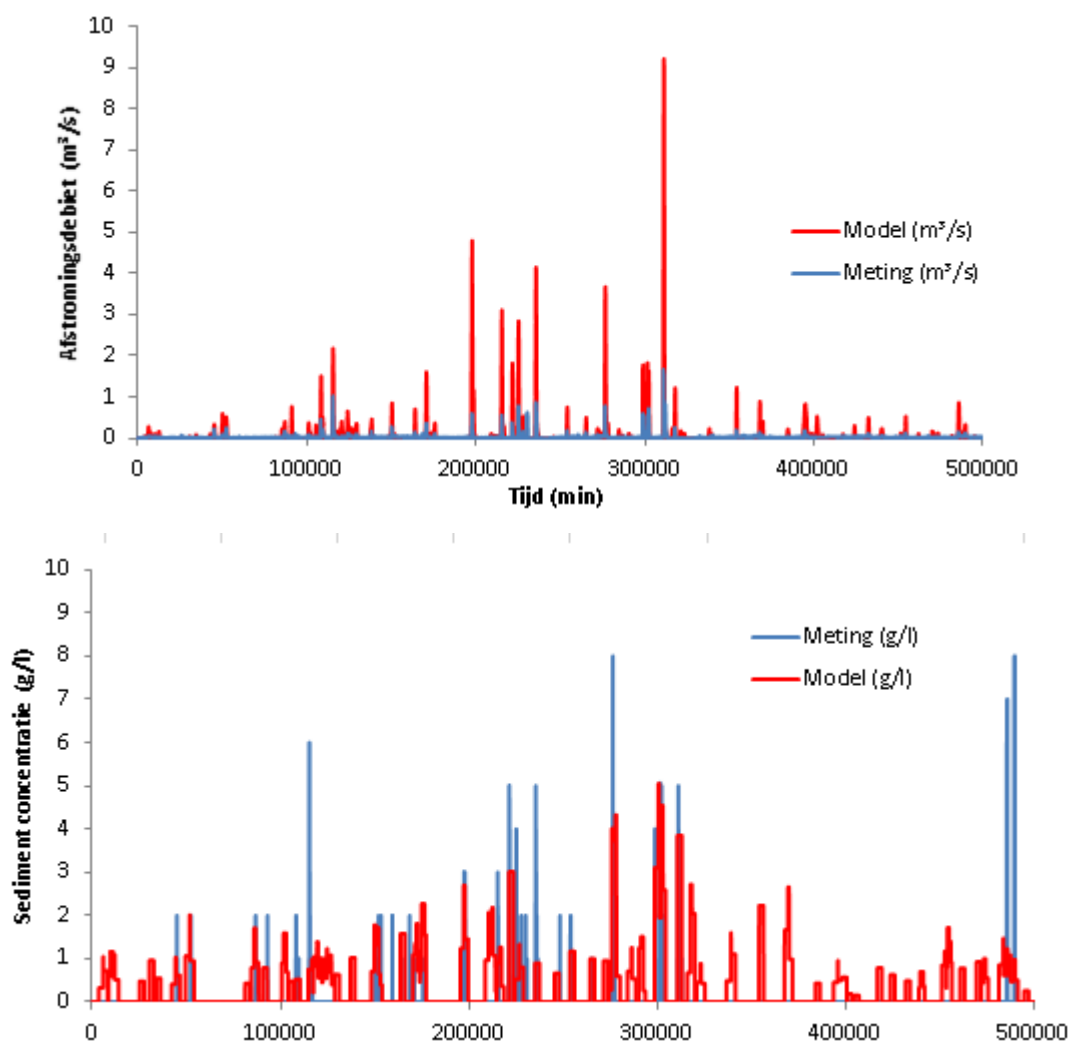 10
9
8
7
6
5
4
3
2
1
0
Afstromingsdebiet (m³/s)
Model (m³/s)
Meting (m³/s)
0 100000 200000 300000 400000 500000
Tijd (min)
10
9
8
7
6
5
4
3
2
1
0
Sediment concentratie (g/l)
Meting (g/l)
Model (g/l)
0 100000 200000 300000 400000 500000